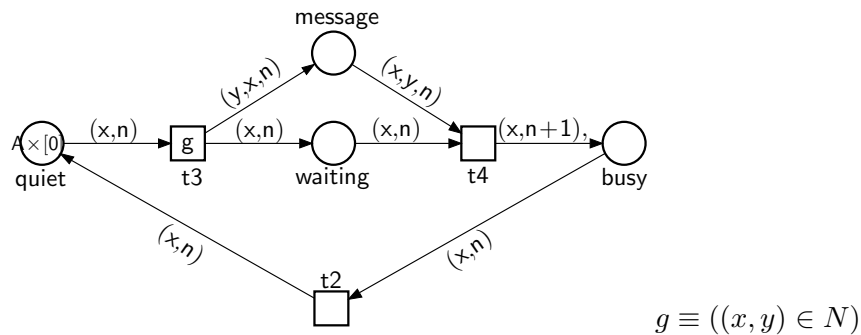 message
(y,x,n)
(x,y,n)
A×[0]
(x,n)
g
(x,n)
(x,n)
(x,n+1),
quiet
t3
waiting
t4
busy
(x,n)
(x,n)
t2
g ≡ ((x, y) ∈ N)